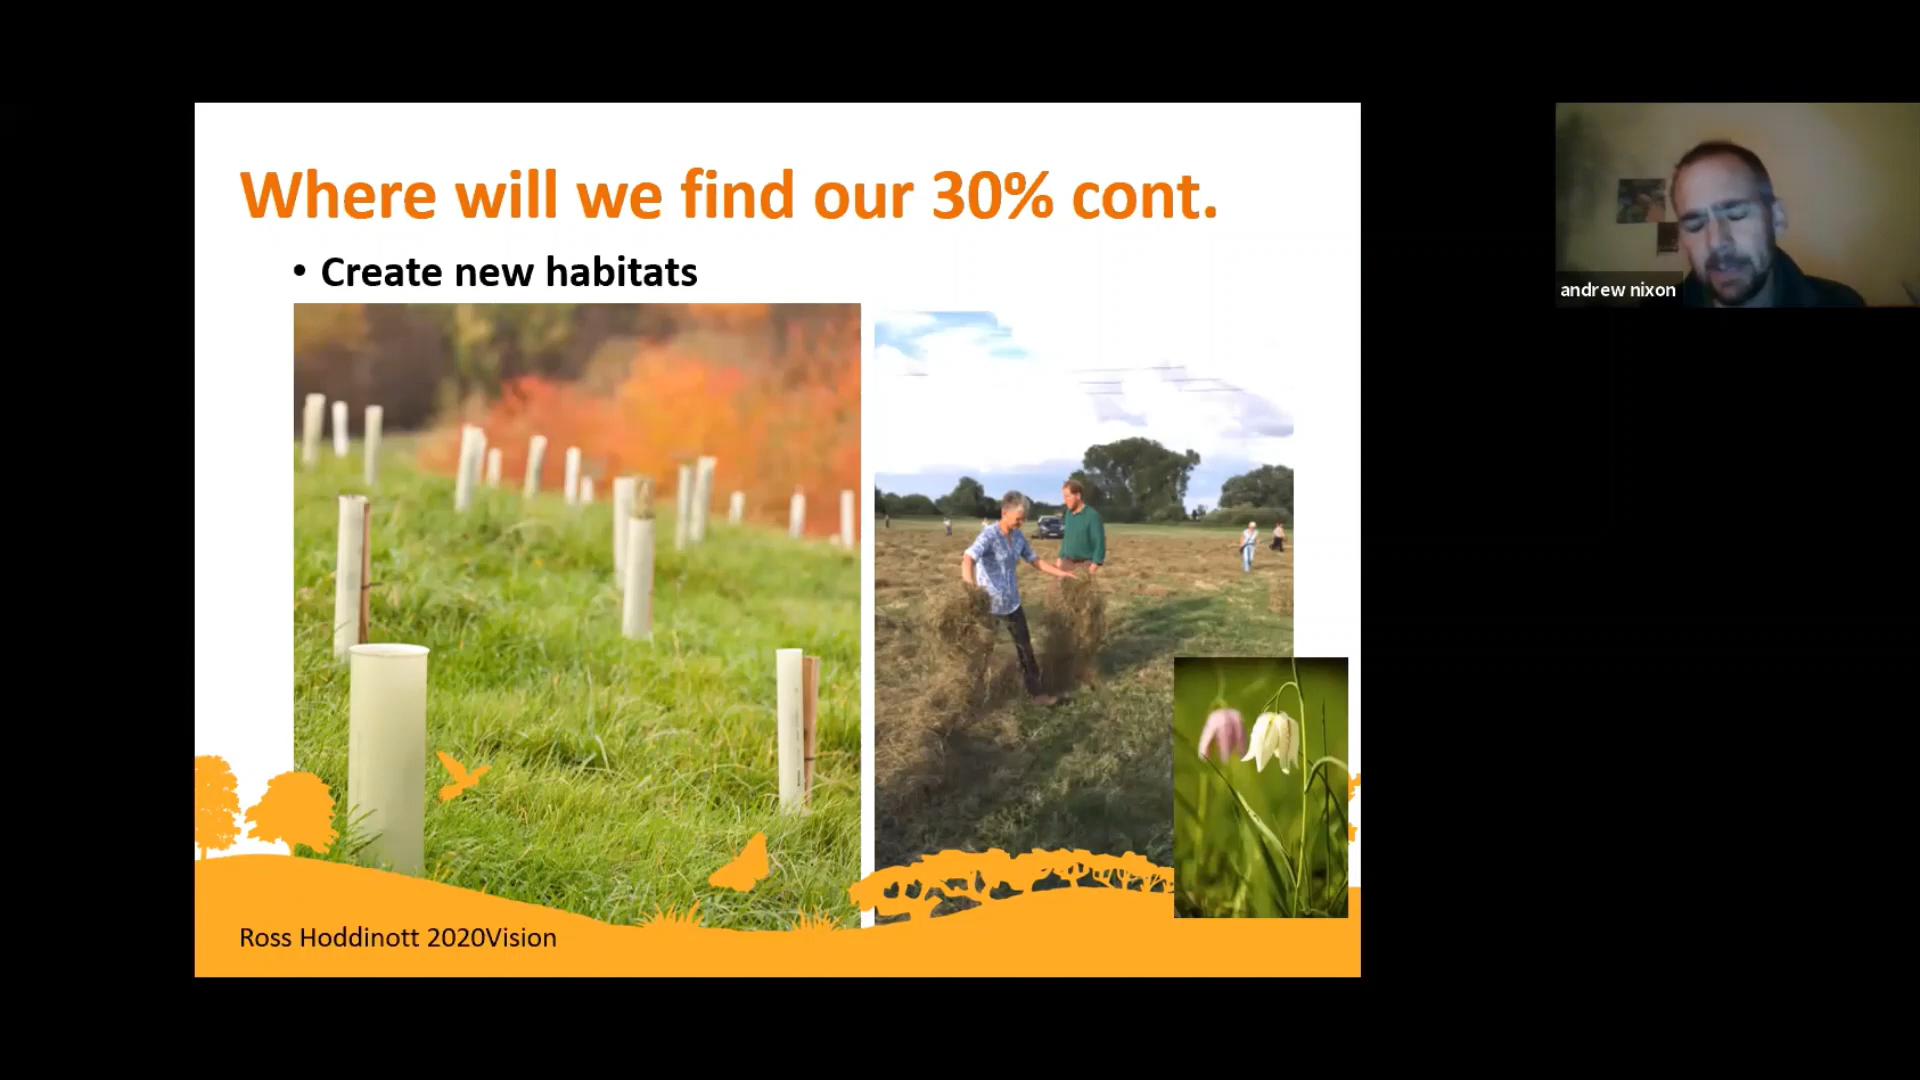 Where will we find our 30% cont.
• Create new habitats
andrew nixon
Ross Hoddinott 2020Vision